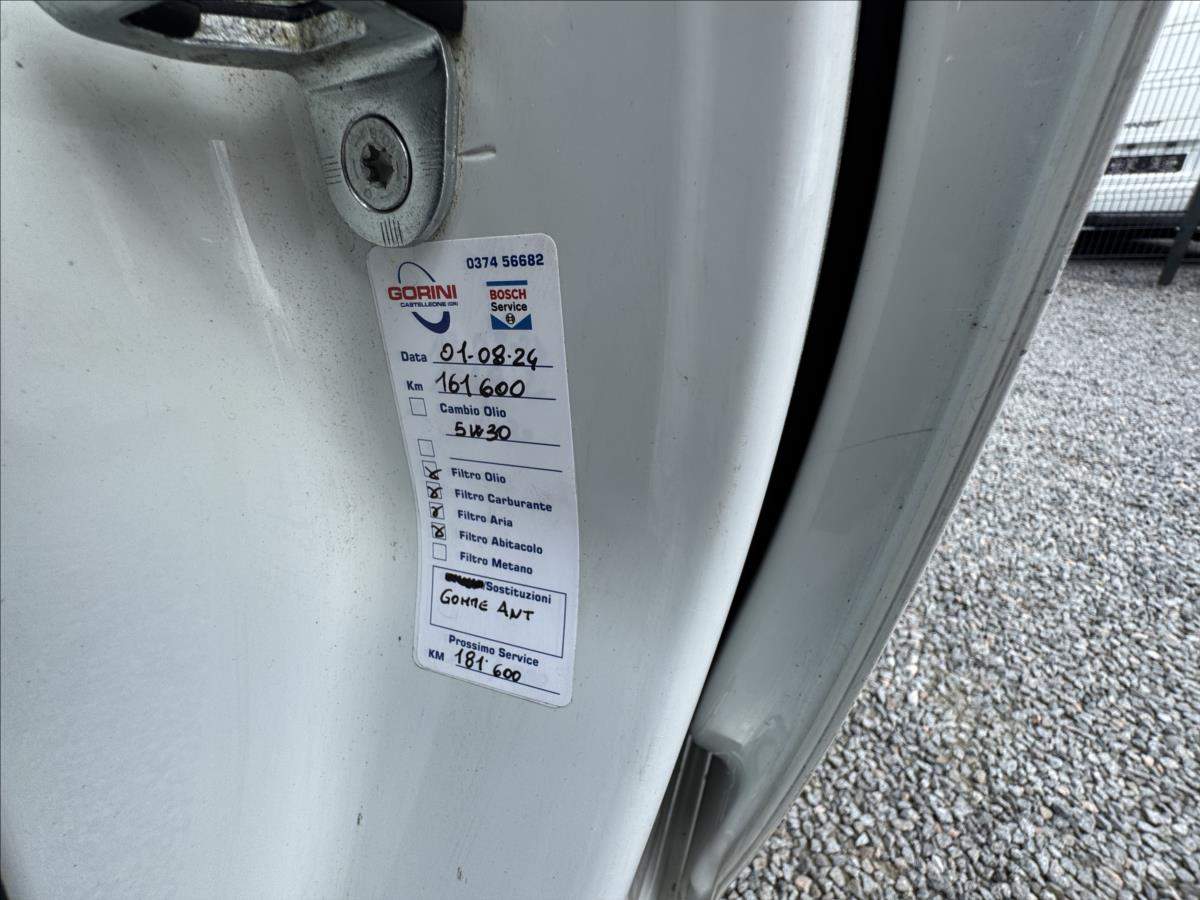 0374 56682
GORINI
CASTELLEONE (CR)
BOSCH
Service
Data 01-08-24
Km 161'600
Cambio Olio
5W30
Filtro Olio
Filtro Carburante
Filtro Aria
Filtro Abitacolo
Filtro Metano
/Sostituzioni
GOMME ANT
Prossimo Service
KM 181'600